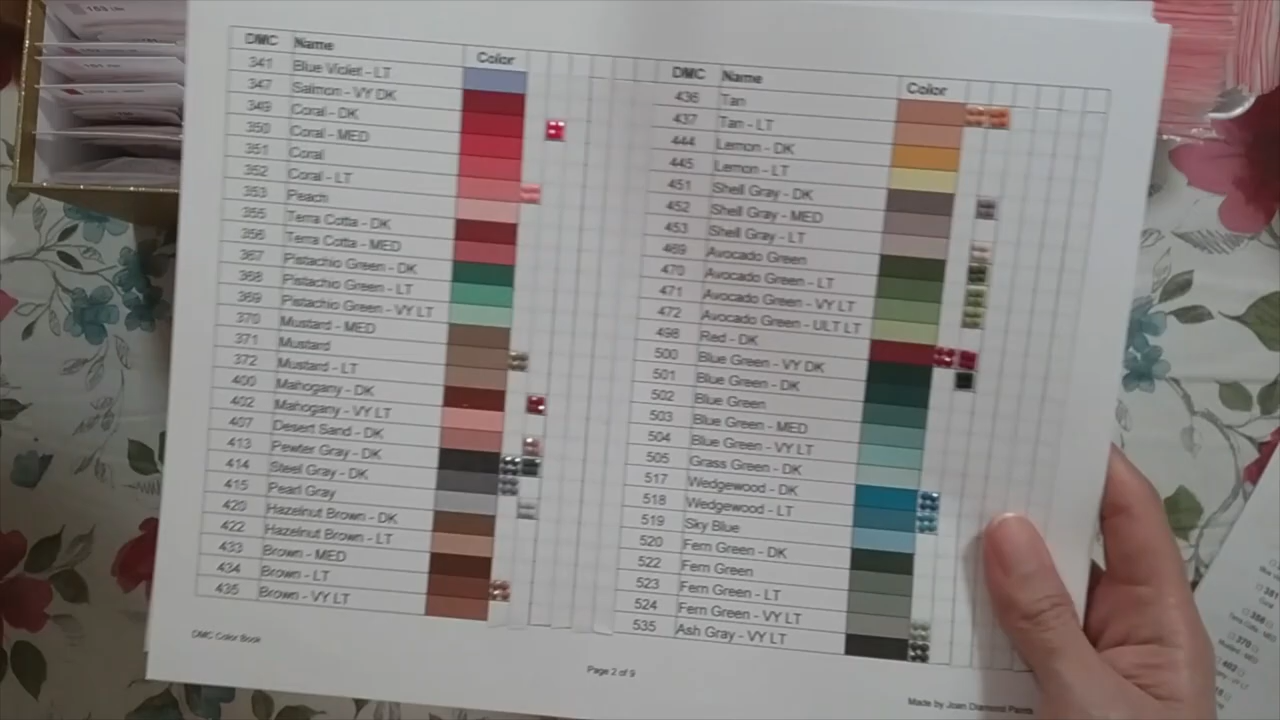 DMC Name Color
341 Blue Violet - LT
347 Salmon - VY DK
349 Coral - DK
350 Coral - MED
351 Coral
352 Coral - LT
353 Peach
355 Terra Cotta - DK
356 Terra Cotta - MED
367 Pistachio Green - DK
368 Pistachio Green - LT
369 Pistachio Green - VY LT
370 Mustard - MED
371 Mustard
372 Mustard - LT
400 Mahogany - DK
402 Mahogany - VY LT
407 Desert Sand - DK
413 Pewter Gray - DK
414 Steel Gray - DK
415 Pearl Gray
420 Hazelnut Brown - DK
422 Hazelnut Brown - LT
433 Brown - MED
434 Brown - LT
435 Brown - VY LT
DMC Color Book
DMC Name Color
436 Tan
437 Tan - LT
444 Lemon - DK
445 Lemon - LT
451 Shell Gray - DK
452 Shell Gray - MED
453 Shell Gray - LT
469 Avocado Green
470 Avocado Green - LT
471 Avocado Green - VY LT
472 Avocado Green - ULT LT
498 Red - DK
500 Blue Green - VY DK
501 Blue Green - DK
502 Blue Green
503 Blue Green - MED
504 Blue Green - VY LT
505 Grass Green - DK
517 Wedgewood - DK
518 Wedgewood - LT
519 Sky Blue
520 Fern Green - DK
522 Fern Green
523 Fern Green - LT
524 Fern Green - VY LT
535 Ash Gray - VY LT
Page 2 of 9
Made by Joan Diamond Paints